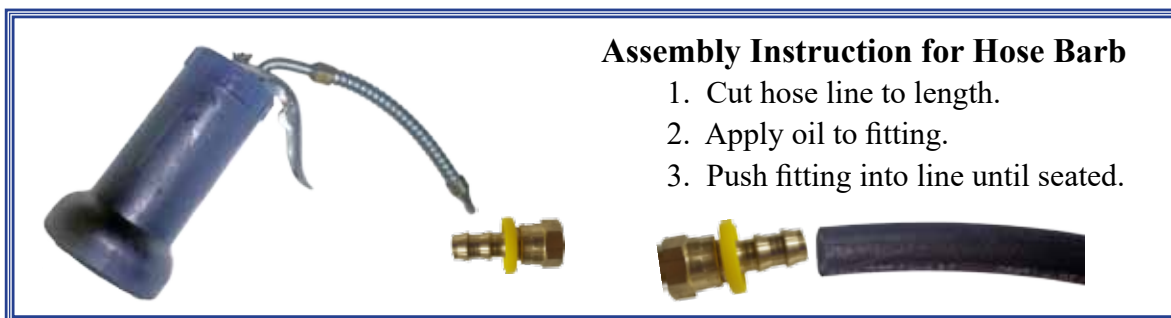 Assembly Instruction for Hose Barb
1. Cut hose line to length.
2. Apply oil to fitting.
3. Push fitting into line until seated.